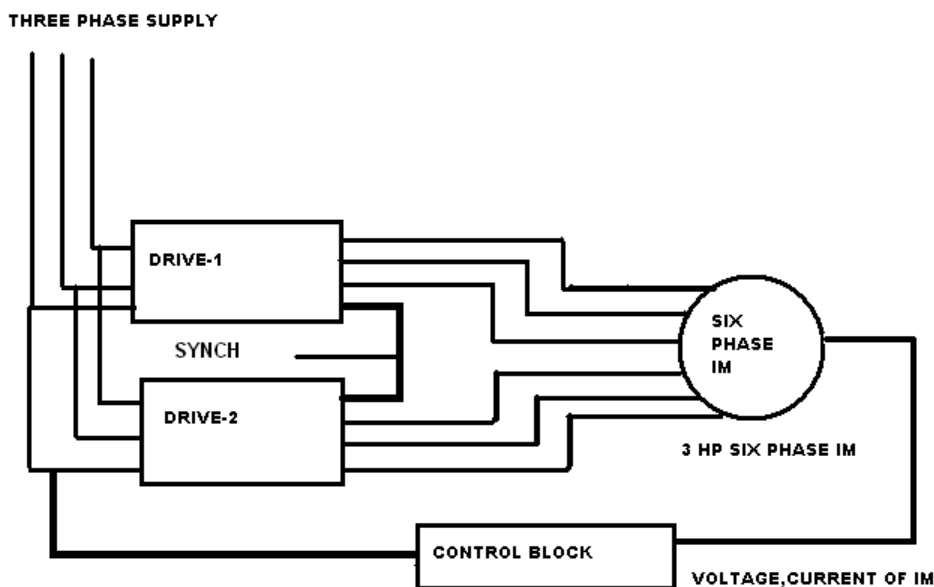 THREE PHASE SUPPLY
DRIVE-1
SYNCH
DRIVE-2
SIX
PHASE
IM
3 HP SIX PHASE IM
CONTROL BLOCK
VOLTAGE,CURRENT OF IM